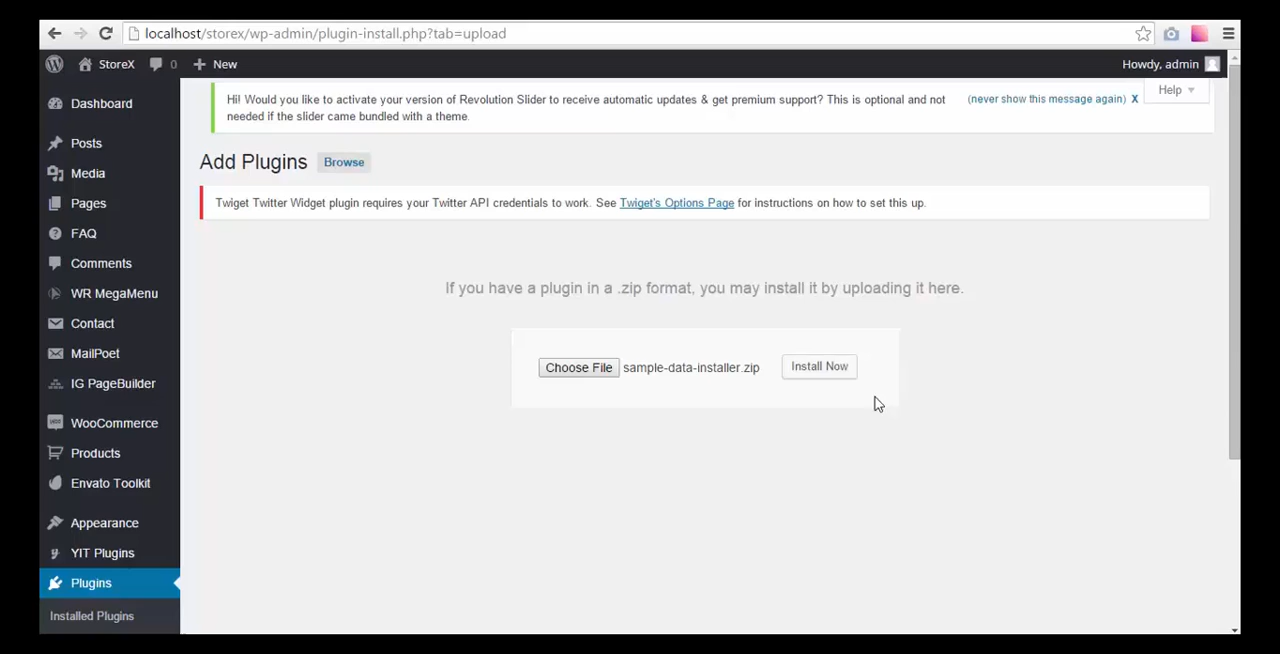 localhost/storex/wp-admin/plugin-install.php?tab=upload
StoreX 0 New Howdy, admin
Help
Hi! Would you like to activate your version of Revolution Slider to receive automatic updates & get premium support? This is optional and not
needed if the slider came bundled with a theme.
(never show this message again) X
Add Plugins Browse
Twiget Twitter Widget plugin requires your Twitter API credentials to work. See Twiget's Options Page for instructions on how to set this up.
If you have a plugin in a .zip format, you may install it by uploading it here.
Choose File sample-data-installer.zip Install Now
Dashboard
Posts
Media
Pages
FAQ
Comments
WR MegaMenu
Contact
MailPoet
IG PageBuilder
WooCommerce
Products
Envato Toolkit
Appearance
YIT Plugins
Plugins
Installed Plugins